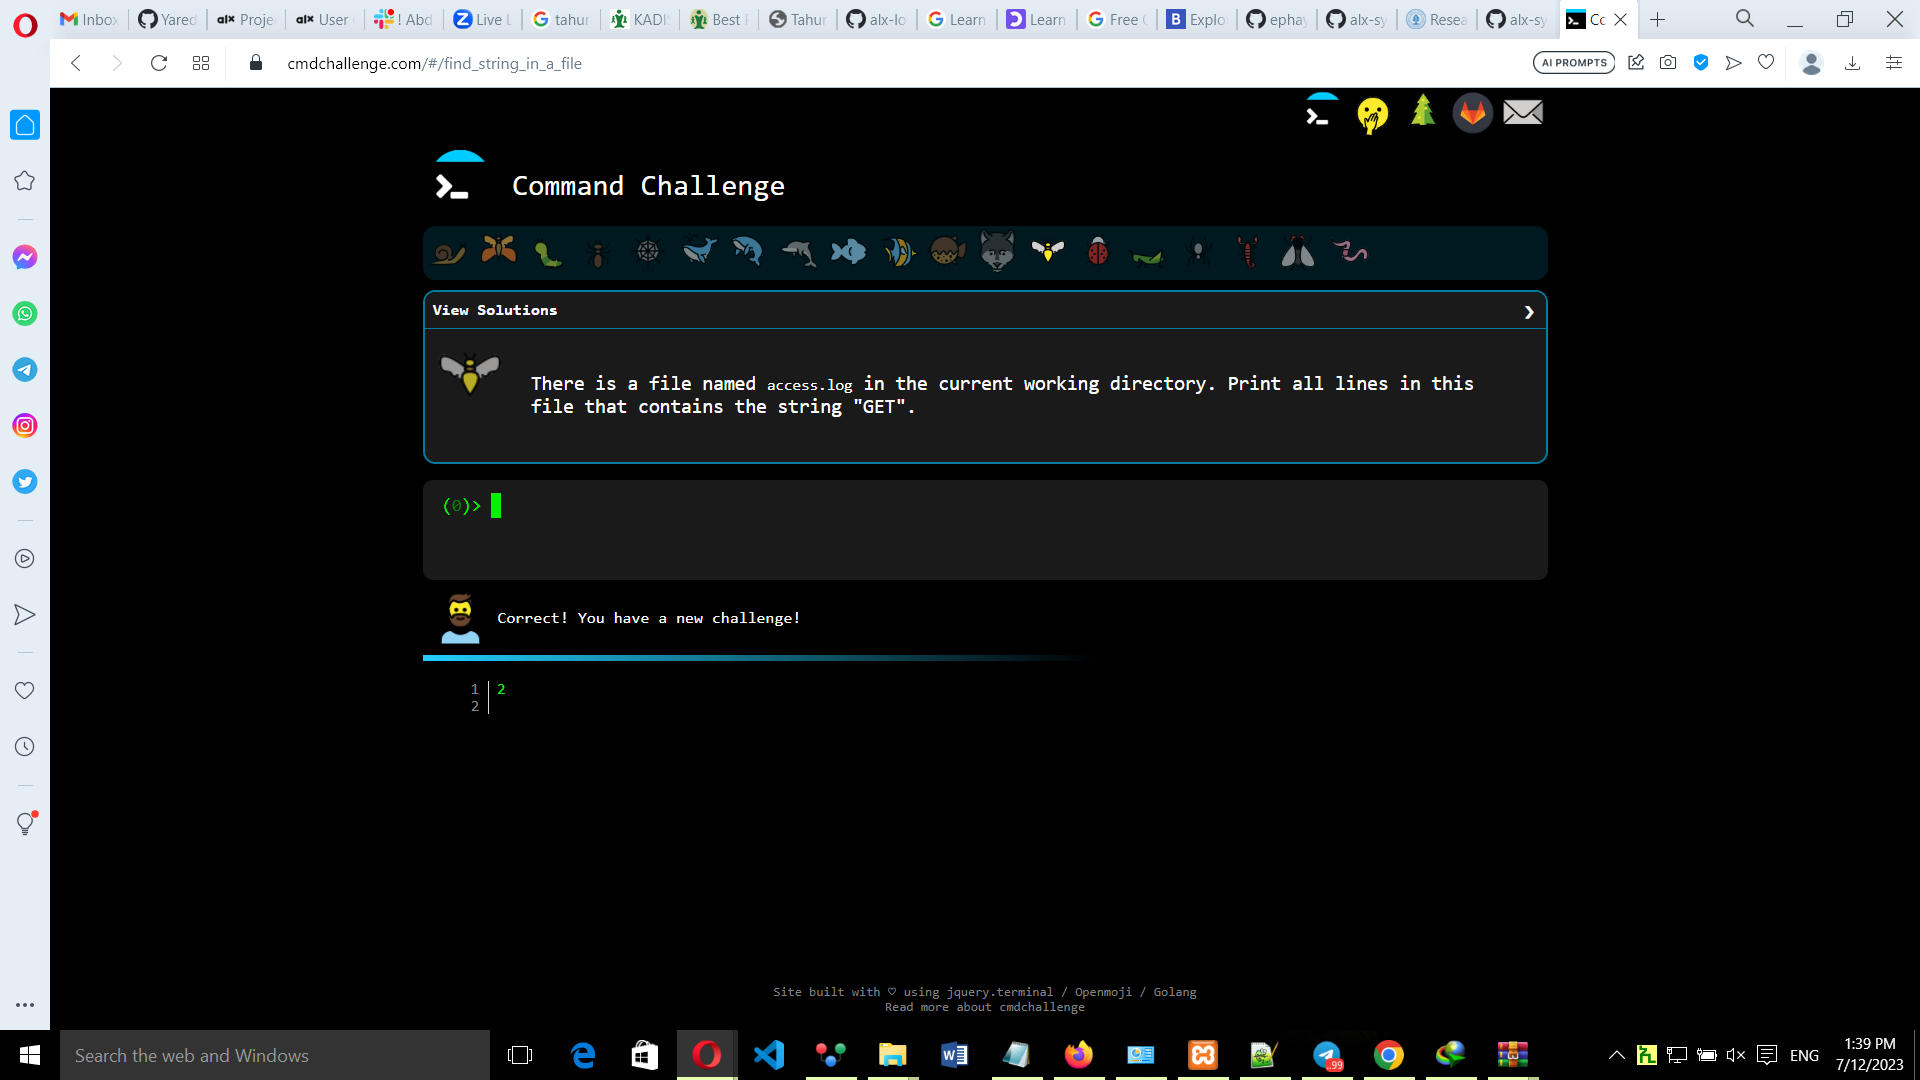 Inbox
Yared
alx Proje
alx User
! Abd
Live L
tahur
KADI
Best
Tahur
alx-lo
Learn
Learn
Free
Explo
ephay
alx-sy
Resea
alx-sy
Cc
cmdchallenge.com/#/find_string_in_a_file
AI PROMPTS
Command Challenge
View Solutions
There is a file named access.log in the current working directory. Print all lines in this
file that contains the string "GET".
(0)>
Correct! You have a new challenge!
1 2
2
Site built with ♡ using jquery.terminal / Openmoji / Golang
Read more about cmdchallenge
Search the web and Windows
.99
ENG
1:39 PM
7/12/2023